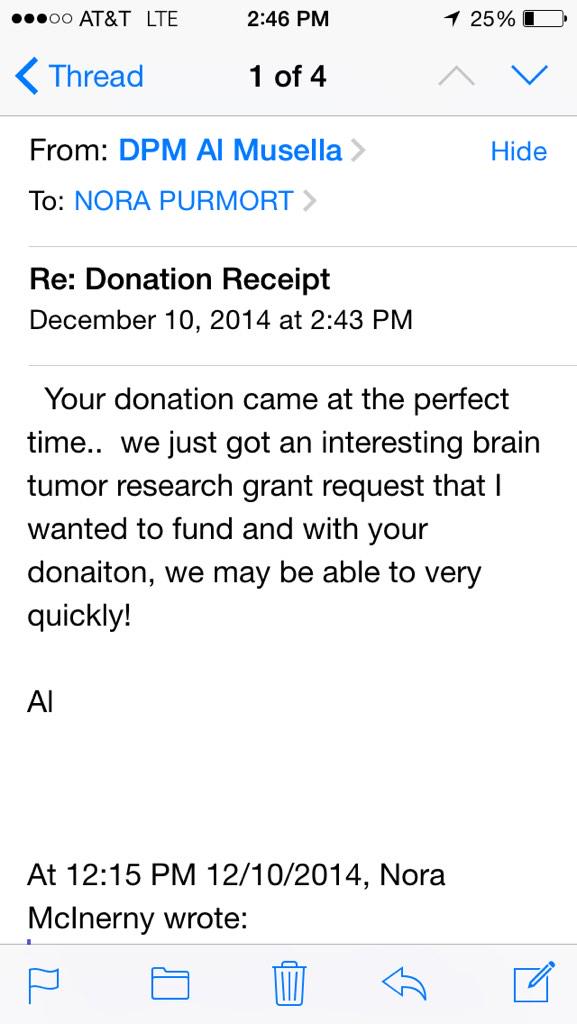 AT&T LTE 2:46 PM 25%
Thread 1 of 4
From: DPM Al Musella Hide
To: NORA PURMORT
Re: Donation Receipt
December 10, 2014 at 2:43 PM
Your donation came at the perfect
time.. we just got an interesting brain
tumor research grant request that I
wanted to fund and with your
donaiton, we may be able to very
quickly!
Al
At 12:15 PM 12/10/2014, Nora
McInerny wrote: